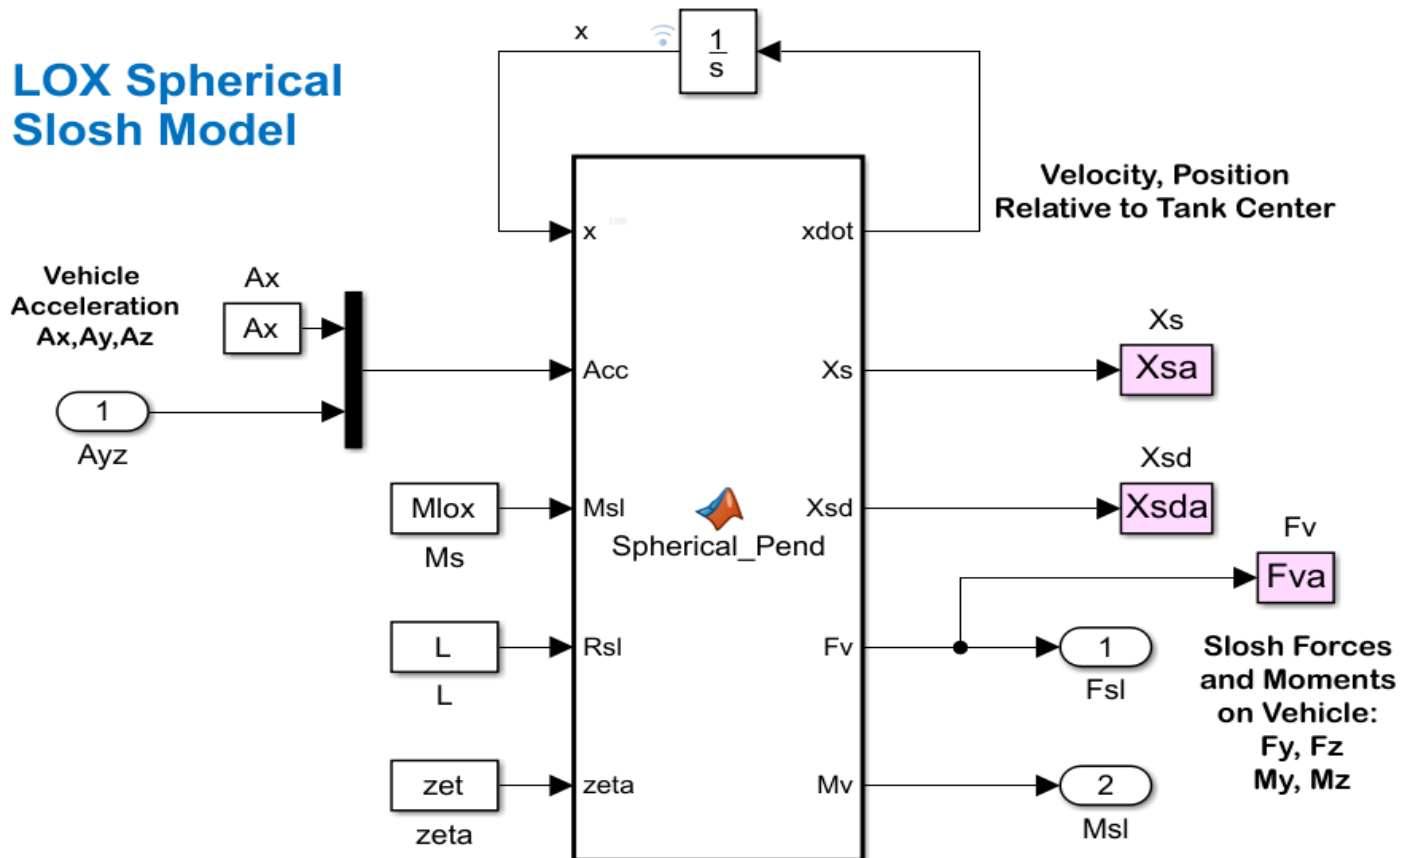 LOX Spherical
Slosh Model
x
1
s
Velocity, Position
Relative to Tank Center
x
xdot
Vehicle
Acceleration
Ax,Ay,Az
Ax
Ax
1
Ayz
Acc
Xs
Xs
Xsa
Mlox
Ms
Msl
Spherical_Pend
Xsd
Xsd
Xsda
Fv
Fva
L
L
Rsl
Fv
1
Fsl
Slosh Forces
and Moments
on Vehicle:
Fy, Fz
My, Mz
zet
zeta
zeta
Mv
2
Msl